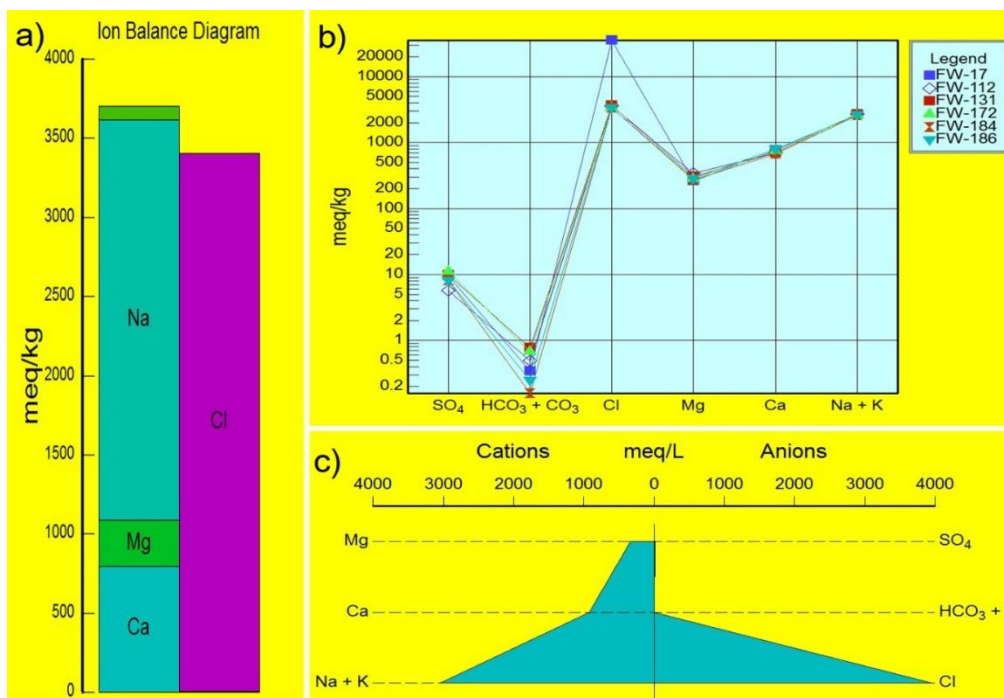 a)
Ion Balance Diagram
4000
3500
3000
2500
2000
1500
1000
500
0
meq/kg
Na
Mg
Ca
Cl
b)
20000
10000
5000
2000
1000
500
200
100
50
20
10
5
2
1
0.5
0.2
meq/kg
SO₄ HCO₃ + CO₃ Cl Mg Ca Na + K
Legend
FW-17
FW-112
FW-131
FW-172
FW-184
FW-186
c)
Cations meq/L Anions
4000 3000 2000 1000 0 1000 2000 3000 4000
Mg SO₄
Ca HCO₃ +
Na + K Cl